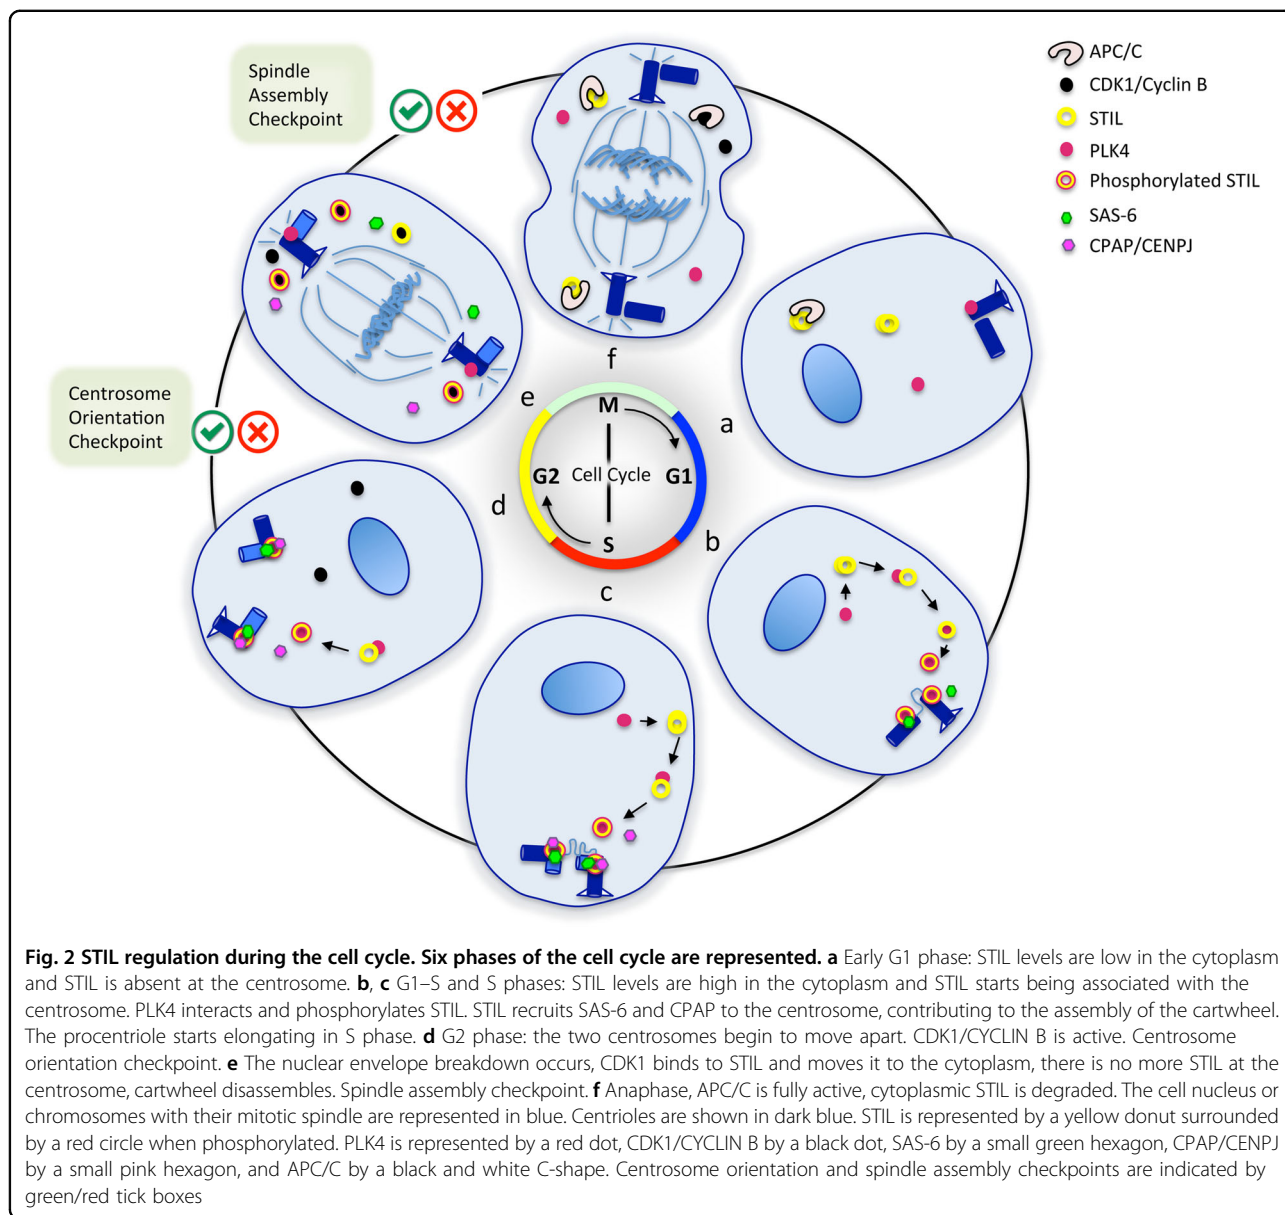 Spindle
Assembly
Checkpoint
APC/C
CDK1/Cyclin B
STIL
PLK4
Phosphorylated STIL
SAS-6
CPAP/CENPJ
Centrosome
Orientation
Checkpoint
f
e
a
M
G2
Cell Cycle
G1
d
b
S
c
Fig. 2 STIL regulation during the cell cycle. Six phases of the cell cycle are represented. a Early G1 phase: STIL levels are low in the cytoplasm
and STIL is absent at the centrosome. b, c G1–S and S phases: STIL levels are high in the cytoplasm and STIL starts being associated with the
centrosome. PLK4 interacts and phosphorylates STIL. STIL recruits SAS-6 and CPAP to the centrosome, contributing to the assembly of the cartwheel.
The procentriole starts elongating in S phase. d G2 phase: the two centrosomes begin to move apart. CDK1/CYCLIN B is active. Centrosome
orientation checkpoint. e The nuclear envelope breakdown occurs, CDK1 binds to STIL and moves it to the cytoplasm, there is no more STIL at the
centrosome, cartwheel disassembles. Spindle assembly checkpoint. f Anaphase, APC/C is fully active, cytoplasmic STIL is degraded. The cell nucleus or
chromosomes with their mitotic spindle are represented in blue. Centrioles are shown in dark blue. STIL is represented by a yellow donut surrounded
by a red circle when phosphorylated. PLK4 is represented by a red dot, CDK1/CYCLIN B by a black dot, SAS-6 by a small green hexagon, CPAP/CENPJ
by a small pink hexagon, and APC/C by a black and white C-shape. Centrosome orientation and spindle assembly checkpoints are indicated by
green/red tick boxes